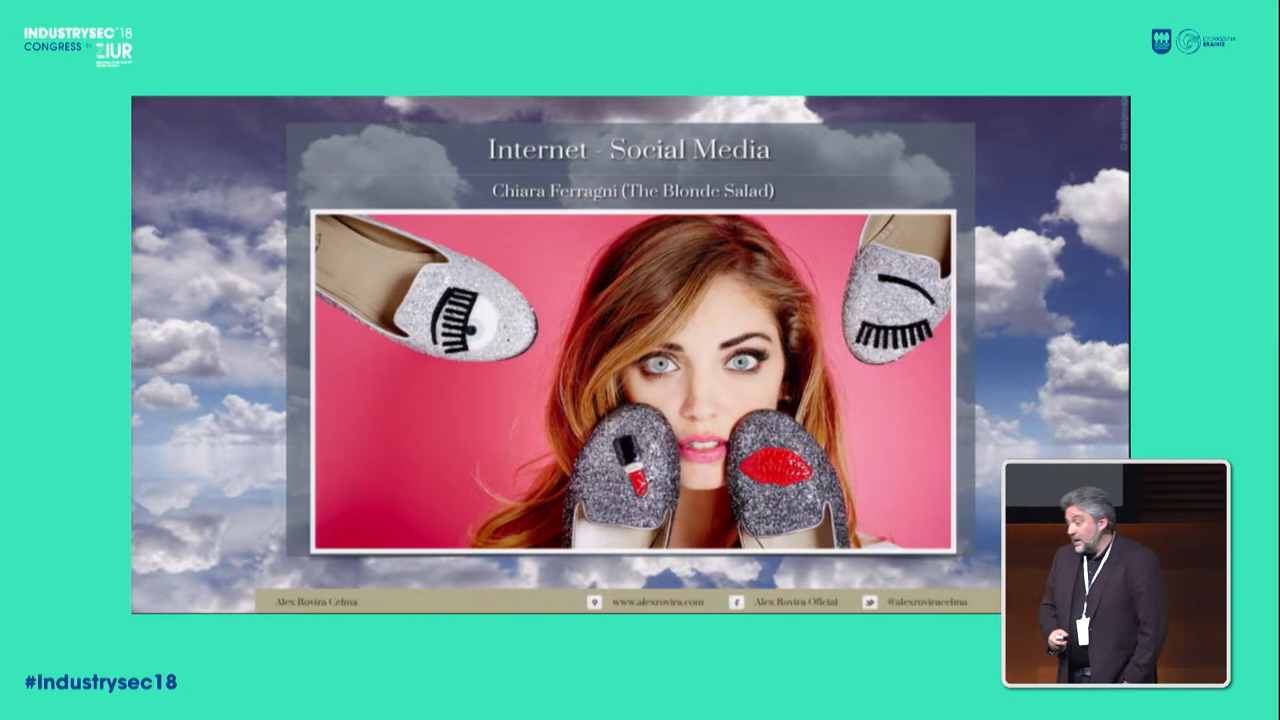 INDUSTRYSEC'18
CONGRESS
ZIUR
Internet - Social Media
Chiara Ferragni (The Blonde Salad)
Alex Rovira Celma
www.alexrovira.com
Alex Rovira Oficial
@alexroviracelma
#Industrysec18